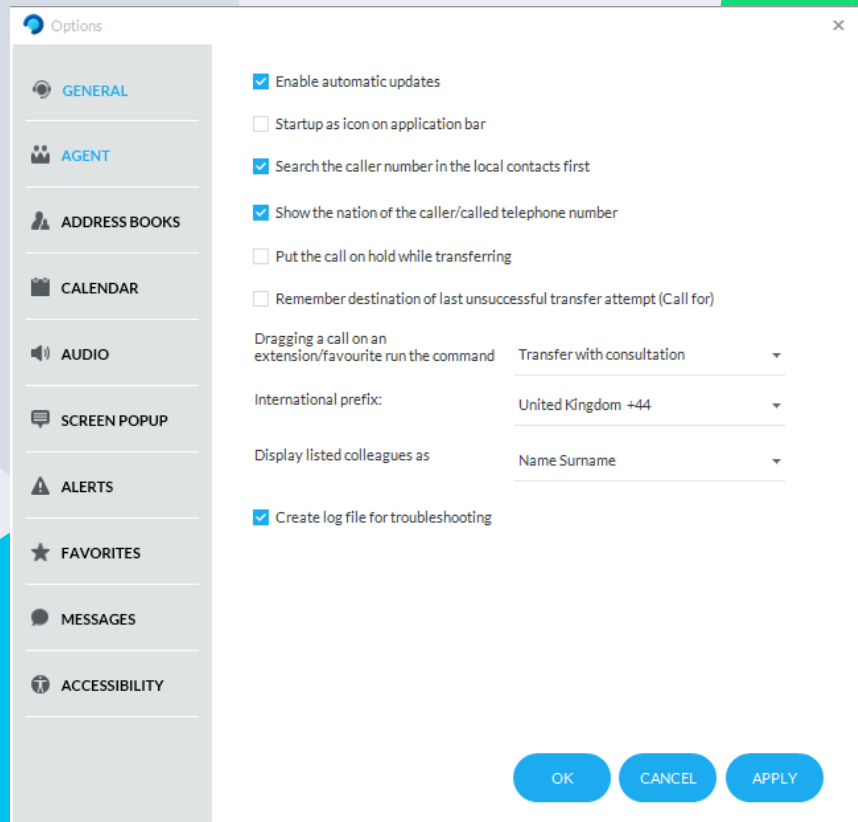 Options
GENERAL
AGENT
ADDRESS BOOKS
CALENDAR
AUDIO
SCREEN POPUP
ALERTS
FAVORITES
MESSAGES
ACCESSIBILITY
Enable automatic updates
Startup as icon on application bar
Search the caller number in the local contacts first
Show the nation of the caller/called telephone number
Put the call on hold while transferring
Remember destination of last unsuccessful transfer attempt (Call for)
Dragging a call on an
extension/favourite run the command
Transfer with consultation
International prefix:
United Kingdom +44
Display listed colleagues as
Name Surname
Create log file for troubleshooting
OK
CANCEL
APPLY